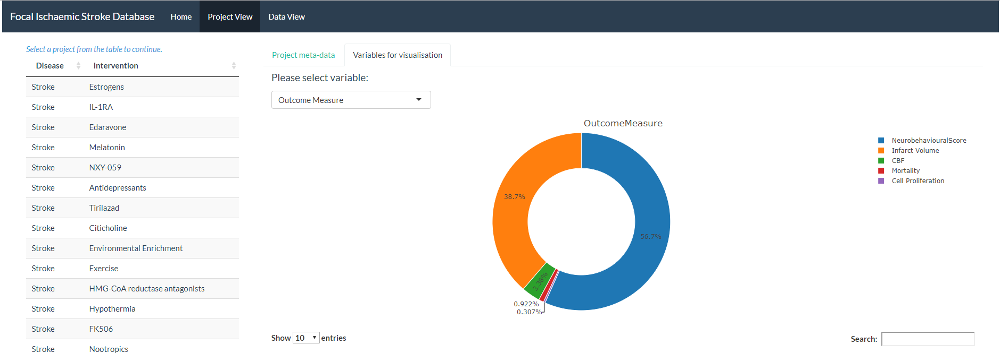 Focal Ischaemic Stroke Database Home Project View Data View
Select a project from the table to continue.
Disease Intervention
Stroke Estrogens
Stroke IL-1RA
Stroke Edaravone
Stroke Melatonin
Stroke NXY-059
Stroke Antidepressants
Stroke Tirilazad
Stroke Citicholine
Stroke Environmental Enrichment
Stroke Exercise
Stroke HMG-CoA reductase antagonists
Stroke Hypothermia
Stroke FK506
Stroke Nootropics
Project meta-data Variables for visualisation
Please select variable:
Outcome Measure
OutcomeMeasure
NeurobehaviouralScore
Infarct Volume
CBF
Mortality
Cell Proliferation
38.7%
56.7%
3.38%
0.922%
0.307%
Show 10 entries
Search: